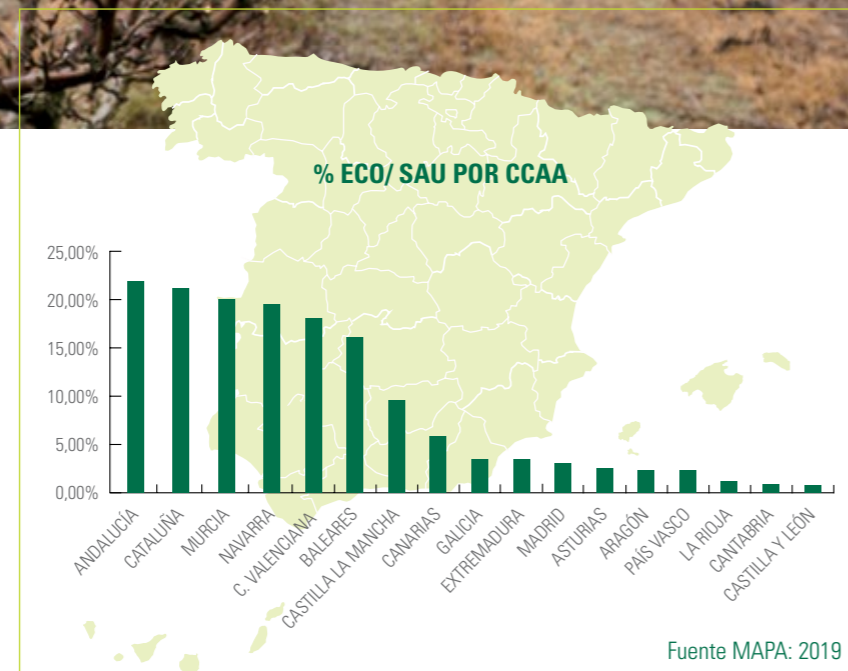 % ECO/ SAU POR CCAA
25,00%
20,00%
15,00%
10,00%
5,00%
0,00%
ANDALUCÍA
CATALUÑA
MURCIA
NAVARRA
C. VALENCIANA
BALEARES
CASTILLA LA MANCHA
CANARIAS
GALICIA
EXTREMADURA
MADRID
ASTURIAS
ARAGÓN
PAÍS VASCO
LA RIOJA
CANTABRIA
CASTILLA Y LEÓN
Fuente MAPA: 2019